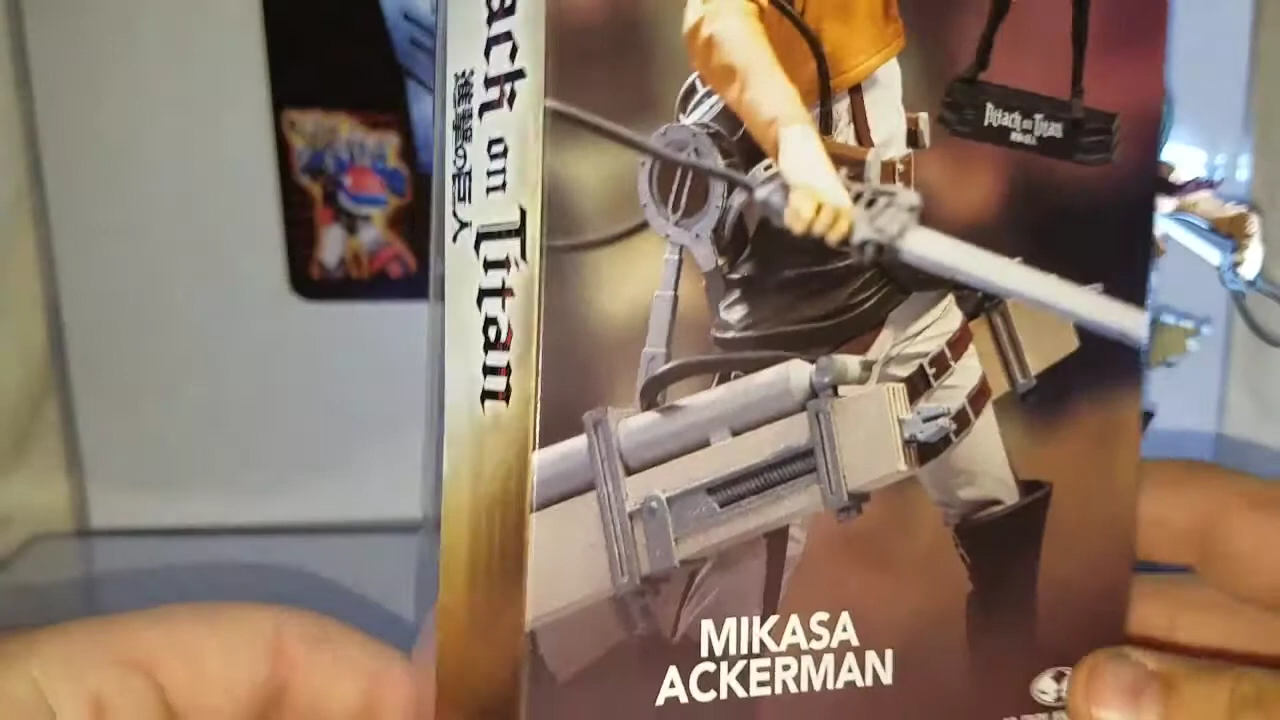 ack on Titan
進撃の巨人
Attack on Titan
MIKASA
ACKERMAN